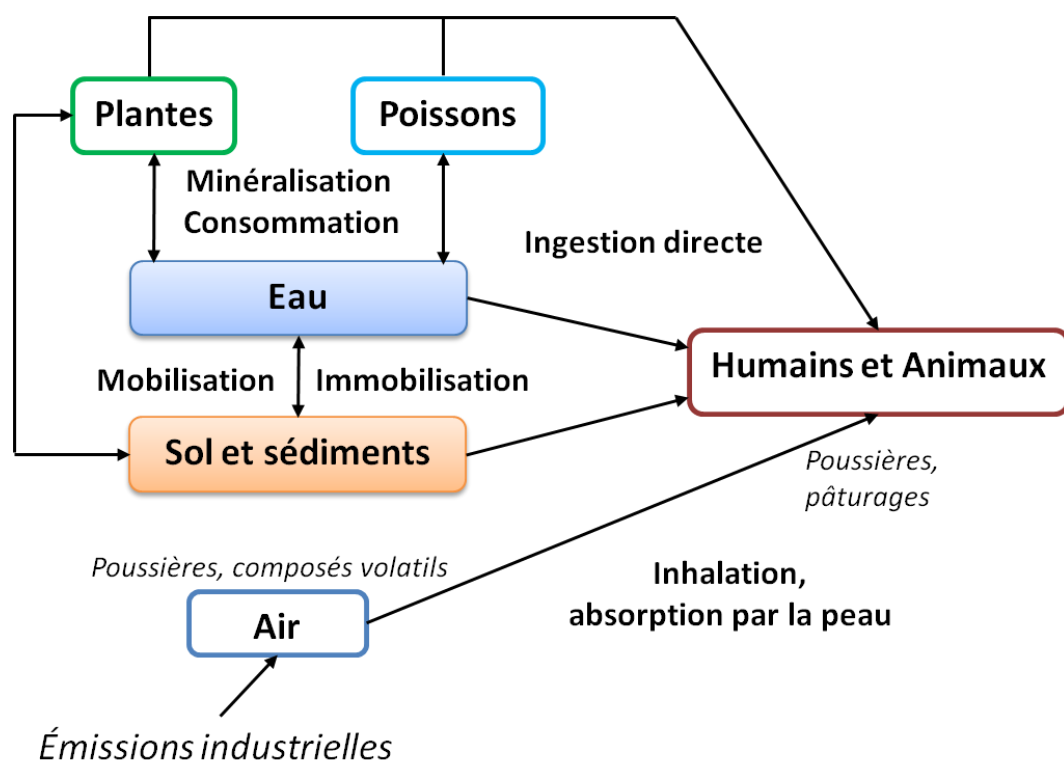 Plantes
Poissons
Minéralisation
Consommation
Ingestion directe
Eau
Humains et Animaux
Mobilisation
Immobilisation
Sol et sédiments
Poussières,
pâturages
Poussières, composés volatils
Inhalation,
absorption par la peau
Air
Émissions industrielles